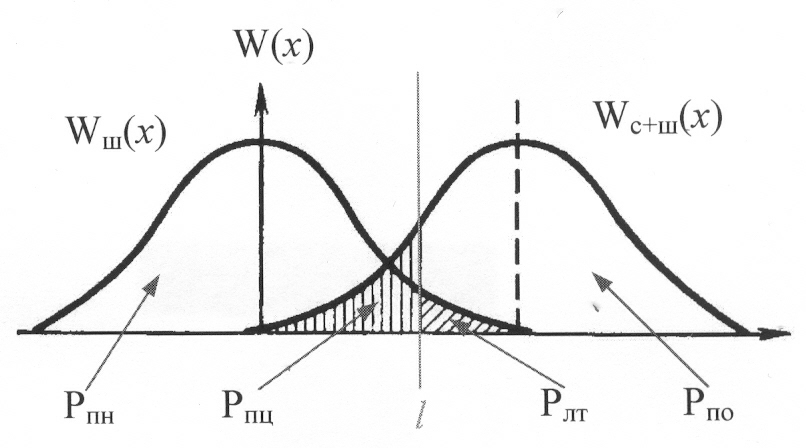 W(x)
Wш(x)
Wс+ш(x)
Pпн
Pпц
l
Pлт
Pпо